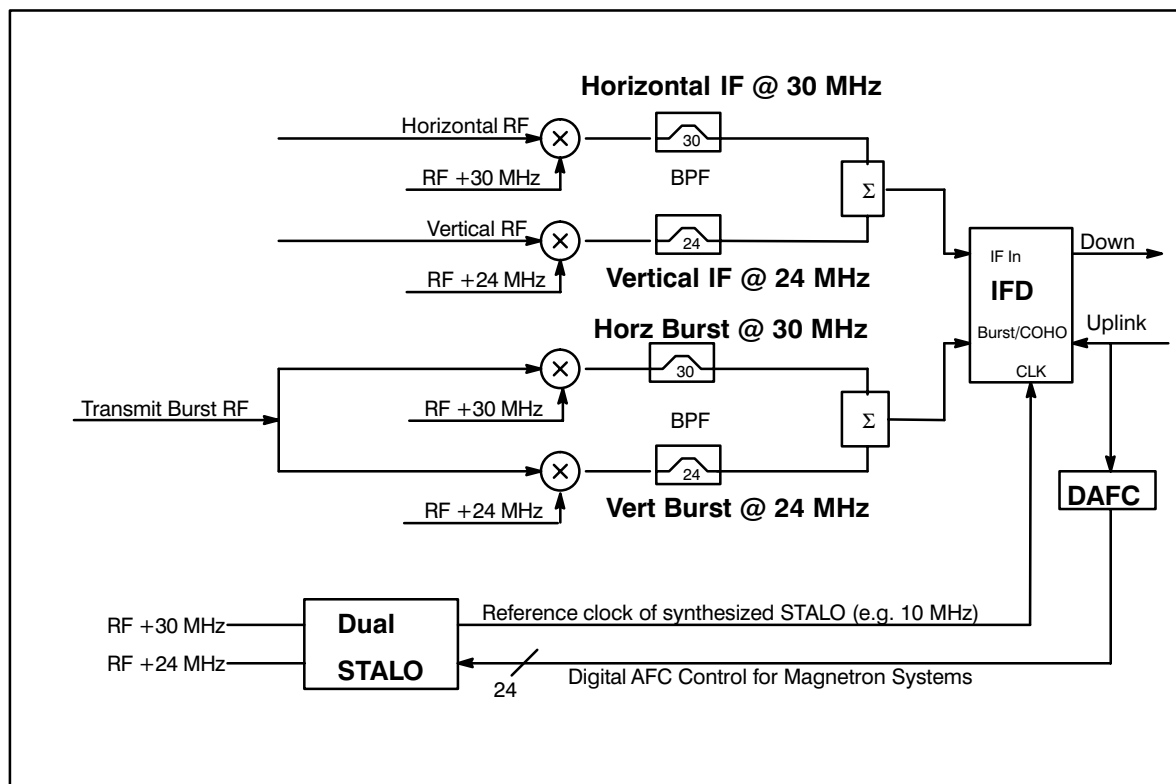 Horizontal IF @ 30 MHz
Horizontal RF
30
RF +30 MHz
BPF
Σ
Vertical RF
24
RF +24 MHz
Vertical IF @ 24 MHz
IF In
Down
IFD
Horz Burst @ 30 MHz
Burst/COHO
Uplink
30
CLK
RF +30 MHz
Transmit Burst RF
BPF
Σ
24
RF +24 MHz
Vert Burst @ 24 MHz
DAFC
RF +30 MHz
Dual
Reference clock of synthesized STALO (e.g. 10 MHz)
RF +24 MHz
STALO
24
Digital AFC Control for Magnetron Systems